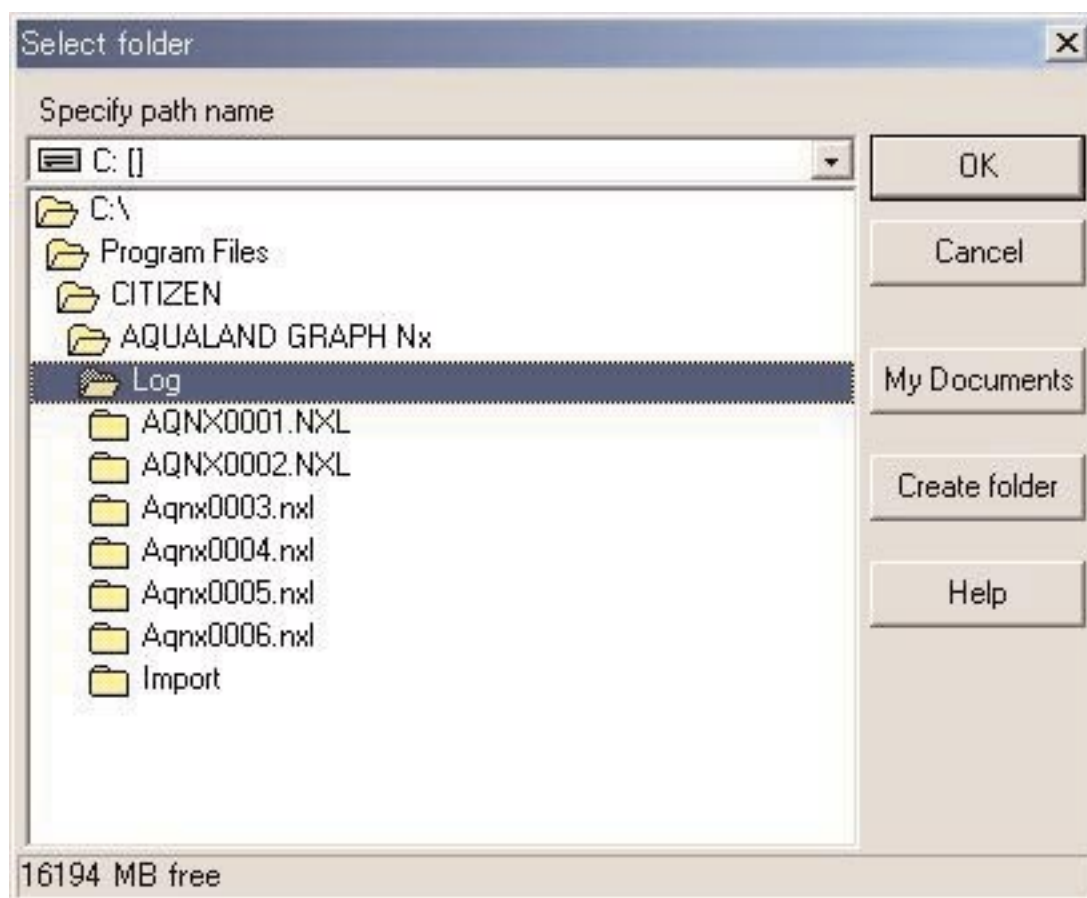 Select folder
Specify path name
C: []
OK
C:\
Program Files
Cancel
CITIZEN
AQUALAND GRAPH Nx
Log
My Documents
AQNX0001.NXL
AQNX0002.NXL
Create folder
Aqnx0003.nxl
Aqnx0004.nxl
Aqnx0005.nxl
Help
Aqnx0006.nxl
Import
16194 MB free